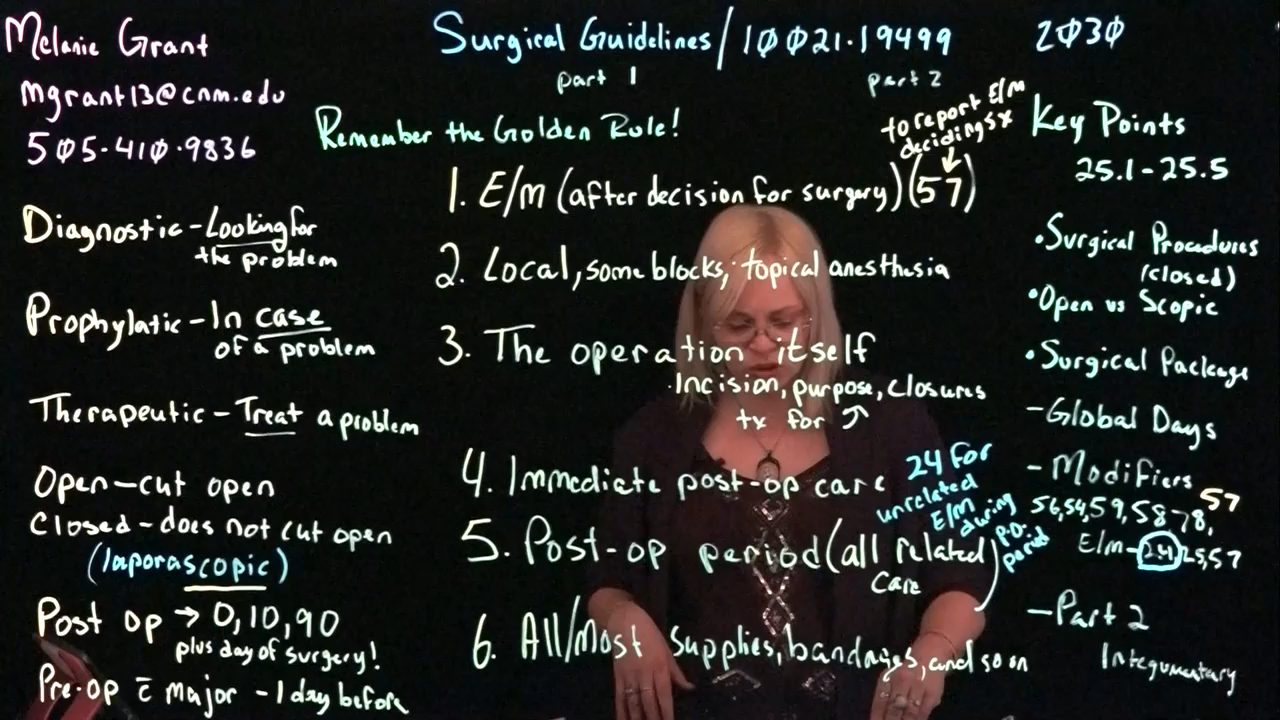 Melanie Grant
mgrant13@cnm.edu
505.410.9836
Diagnostic - Looking for
the problem
Prophylatic - In case
of a problem
Therapeutic - Treat a problem
Open - cut open
Closed - does not cut open
(laporascopic)
Post op → 0, 10, 90
plus day of surgery!
Pre-op c̄ major - 1 day before
Surgical Guidelines / 10021-19499
part 1 part 2
Remember the Golden Rule!
to report E/M
deciding sx
1. E/M (after decision for surgery) (57)
2. Local, some blocks, topical anesthesia
3. The operation itself
· Incision, purpose, closures
tx for
4. Immediate post-op care
24 for
unrelated
E/M
during
P.O.
period
5. Post-op period (all related
care)
6. All/Most supplies, bandages, and so on
2030
Key Points
25.1 - 25.5
• Surgical Procedures
(closed)
• Open vs Scopic
• Surgical Package
- Global Days
- Modifiers
56, 54, 59, 58 78, 57
E/M - 24 25, 57
- Part 2
Integumentary